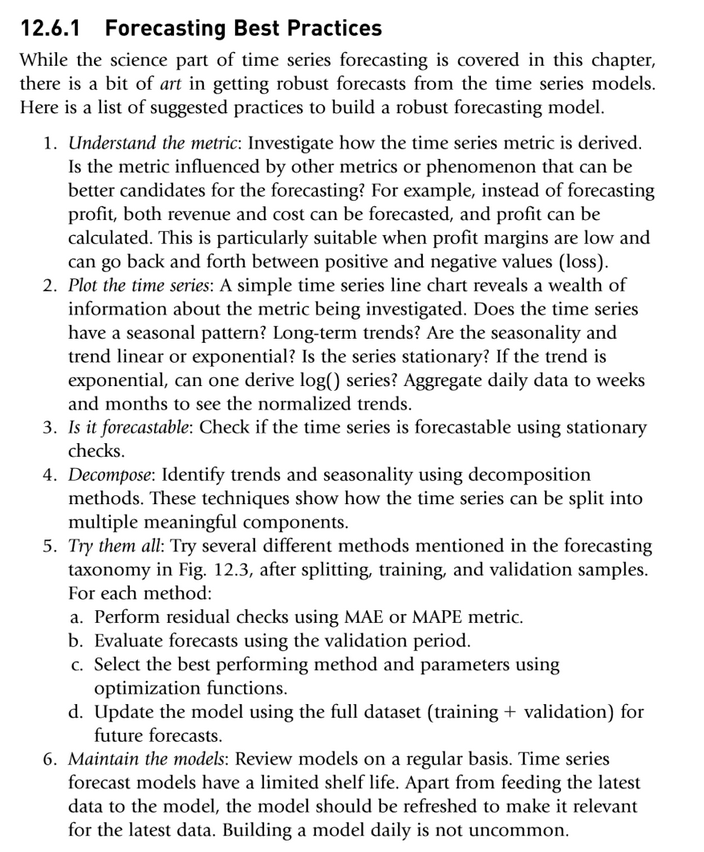 12.6.1 Forecasting Best Practices
While the science part of time series forecasting is covered in this chapter,
there is a bit of art in getting robust forecasts from the time series models.
Here is a list of suggested practices to build a robust forecasting model.
1. Understand the metric: Investigate how the time series metric is derived.
Is the metric influenced by other metrics or phenomenon that can be
better candidates for the forecasting? For example, instead of forecasting
profit, both revenue and cost can be forecasted, and profit can be
calculated. This is particularly suitable when profit margins are low and
can go back and forth between positive and negative values (loss).
2. Plot the time series: A simple time series line chart reveals a wealth of
information about the metric being investigated. Does the time series
have a seasonal pattern? Long-term trends? Are the seasonality and
trend linear or exponential? Is the series stationary? If the trend is
exponential, can one derive log() series? Aggregate daily data to weeks
and months to see the normalized trends.
3. Is it forecastable: Check if the time series is forecastable using stationary
checks.
4. Decompose: Identify trends and seasonality using decomposition
methods. These techniques show how the time series can be split into
multiple meaningful components.
5. Try them all: Try several different methods mentioned in the forecasting
taxonomy in Fig. 12.3, after splitting, training, and validation samples.
For each method:
a. Perform residual checks using MAE or MAPE metric.
b. Evaluate forecasts using the validation period.
c. Select the best performing method and parameters using
optimization functions.
d. Update the model using the full dataset (training + validation) for
future forecasts.
6. Maintain the models: Review models on a regular basis. Time series
forecast models have a limited shelf life. Apart from feeding the latest
data to the model, the model should be refreshed to make it relevant
for the latest data. Building a model daily is not uncommon.